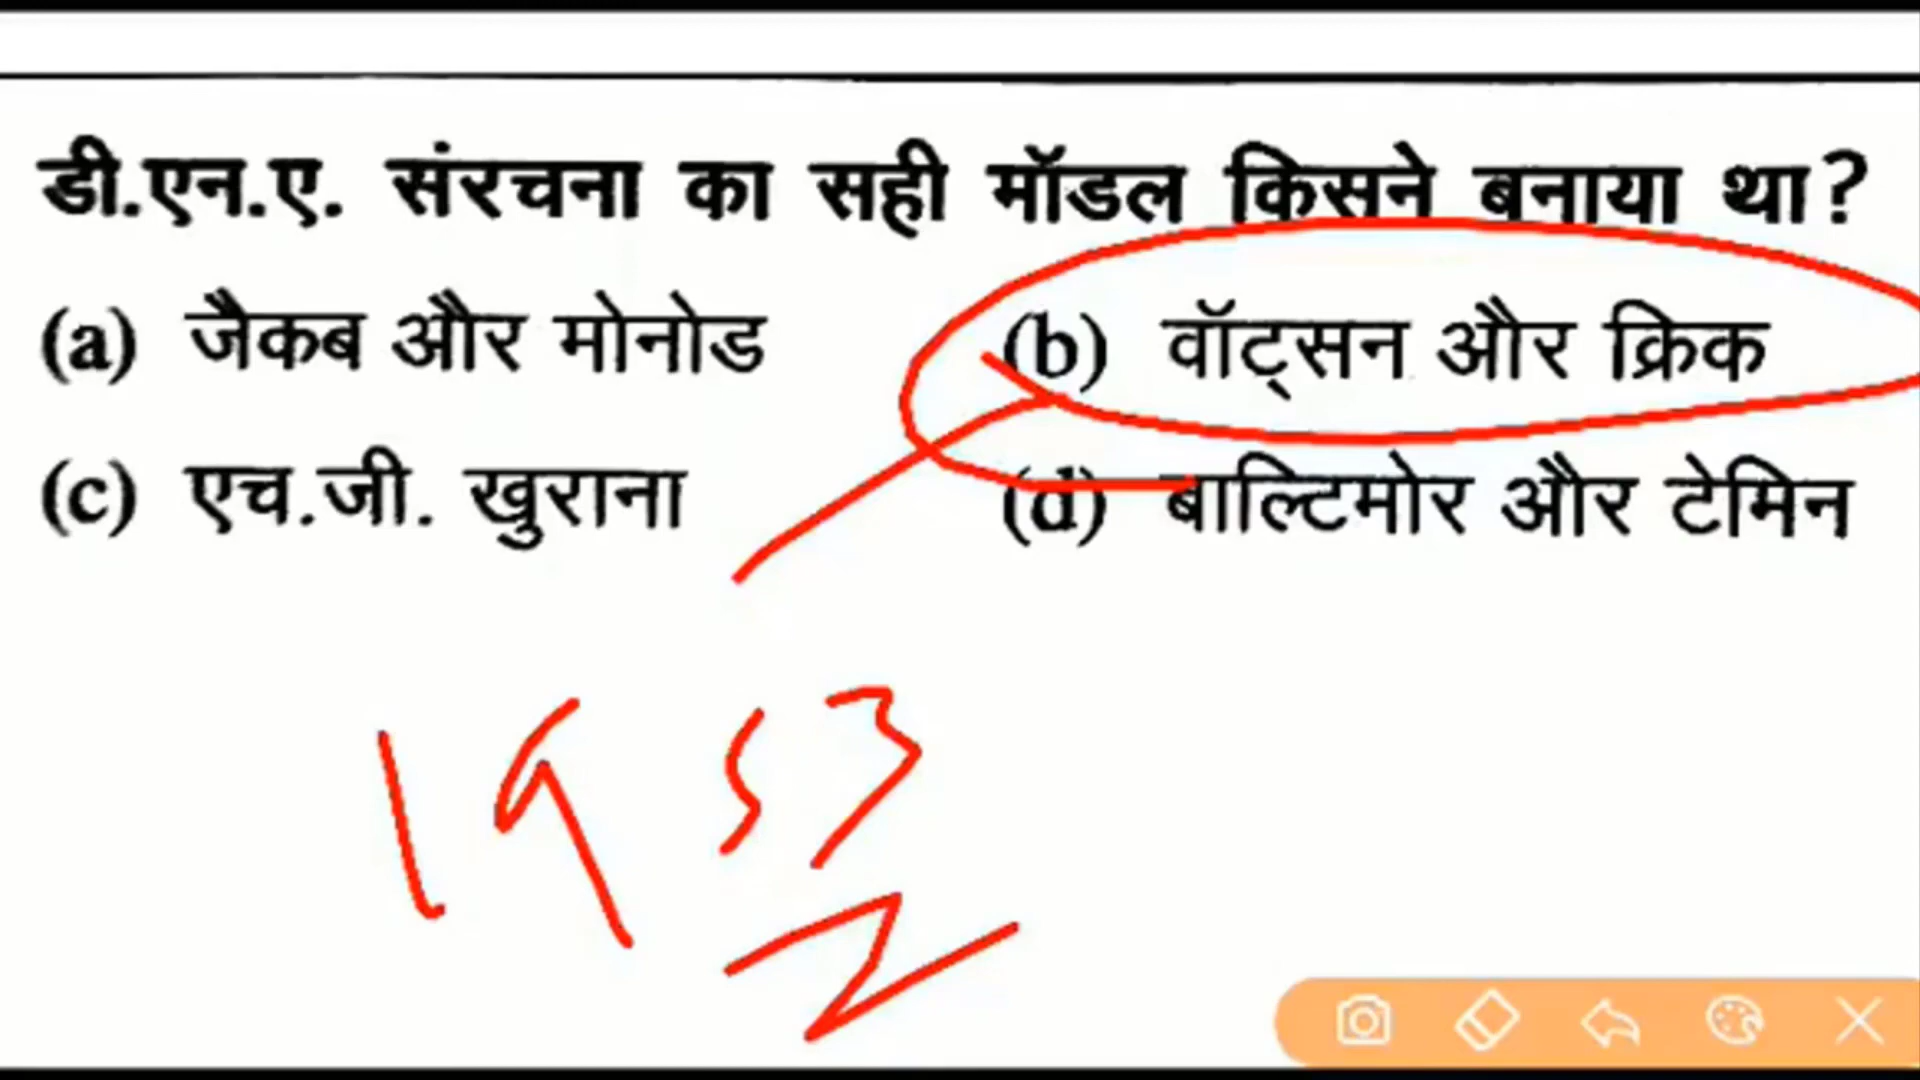 डी.एन.ए. संरचना का सही मॉडल किसने बनाया था?
(a) जैकब और मोनोड (b) वॉट्सन और क्रिक
(c) एच.जी. खुराना (d) बाल्टिमोर और टेमिन
1953